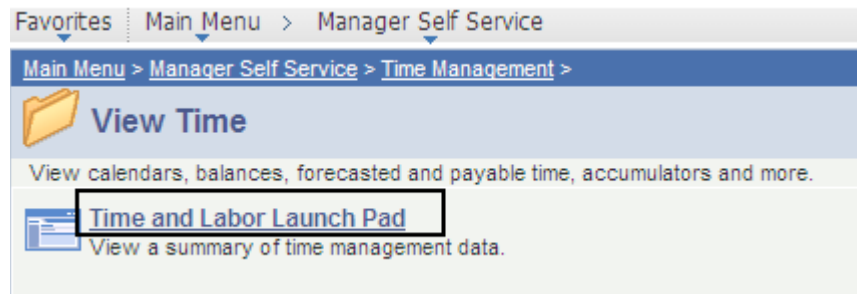 Favorites Main Menu > Manager Self Service
Main Menu > Manager Self Service > Time Management >
View Time
View calendars, balances, forecasted and payable time, accumulators and more.
Time and Labor Launch Pad
View a summary of time management data.